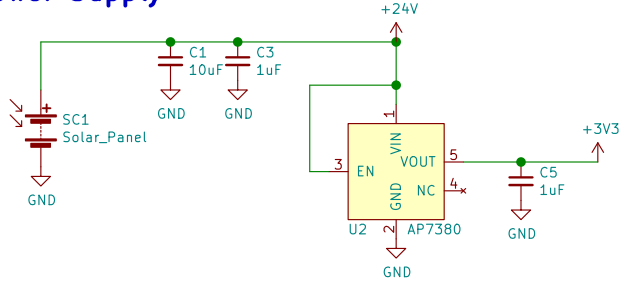 Supply
+24V
C1
10uF
C3
1uF
GND
GND
SC1
Solar_Panel
GND
+3V3
1
VIN
3
EN
VOUT
5
GND
NC
4
2
U2
AP7380
C5
1uF
GND
GND